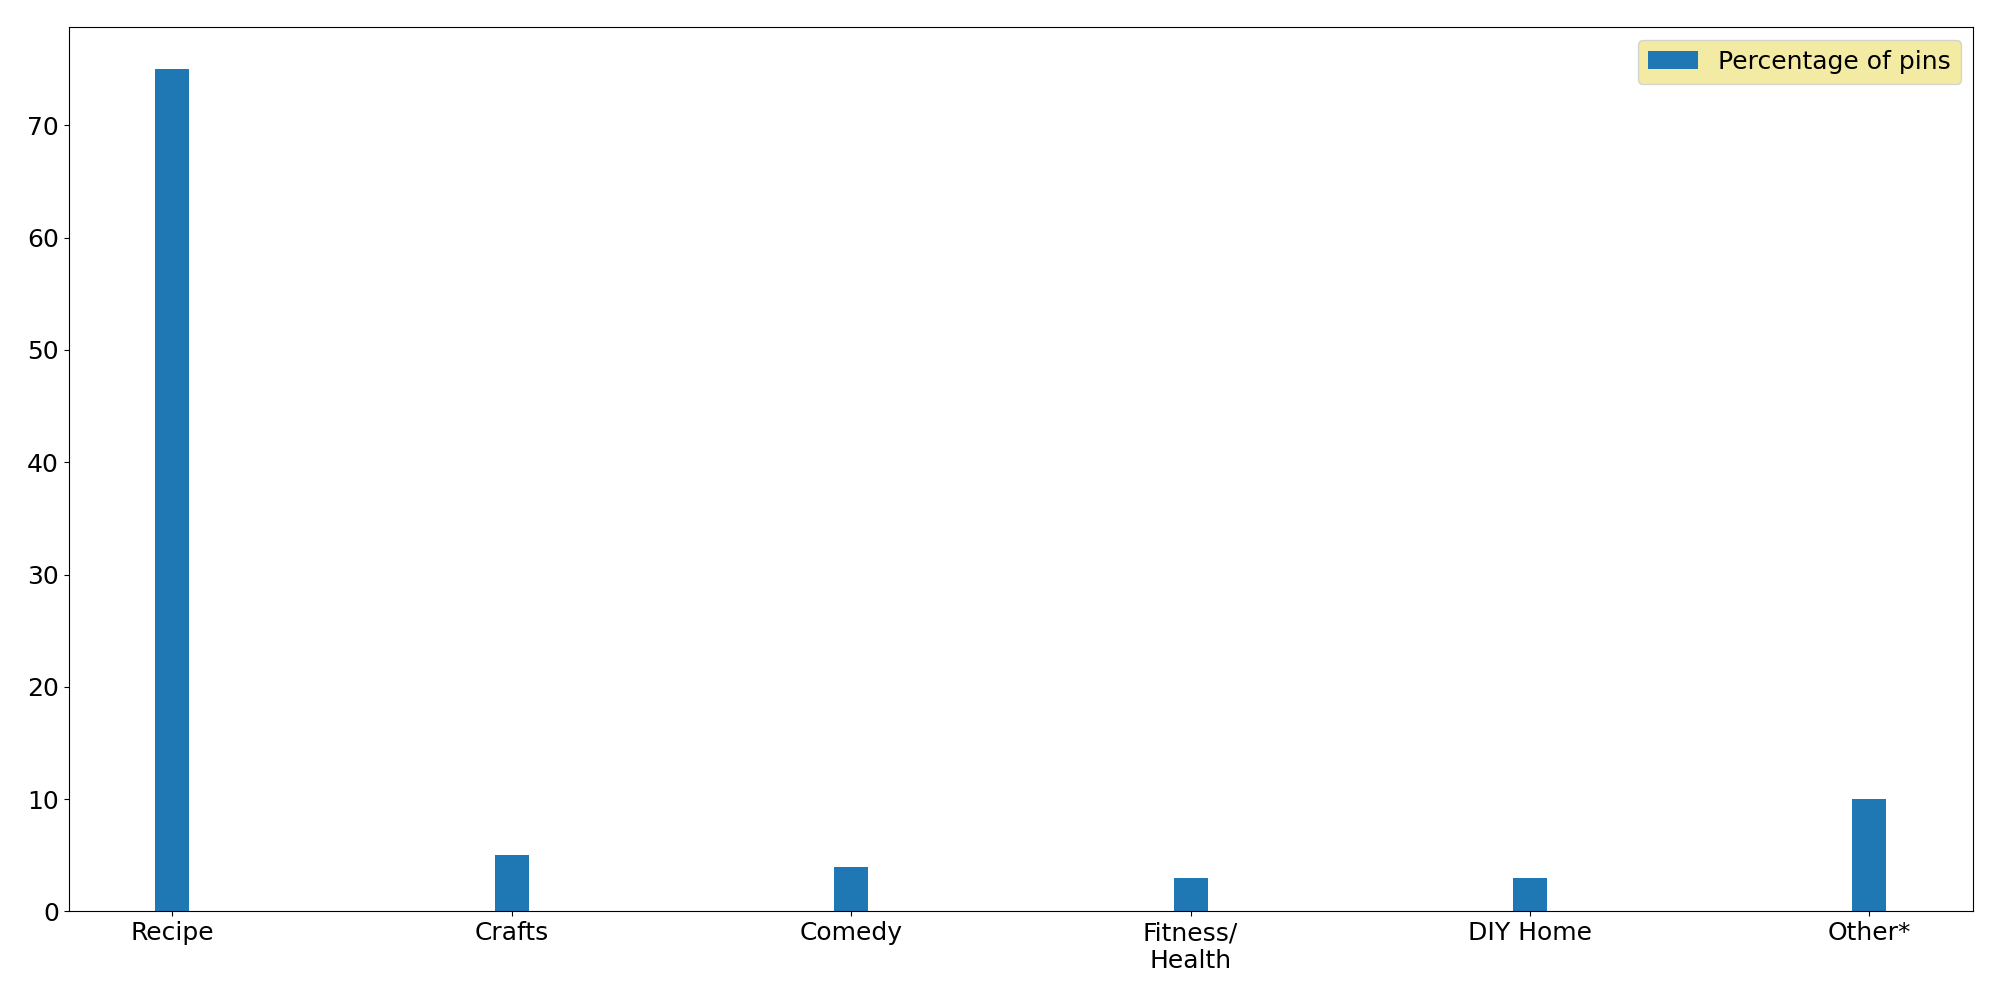 Percentage of pins
70
60
50
40
30
20
10
0
Recipe
Crafts
Comedy
Fitness/
Health
DIY Home
Other*